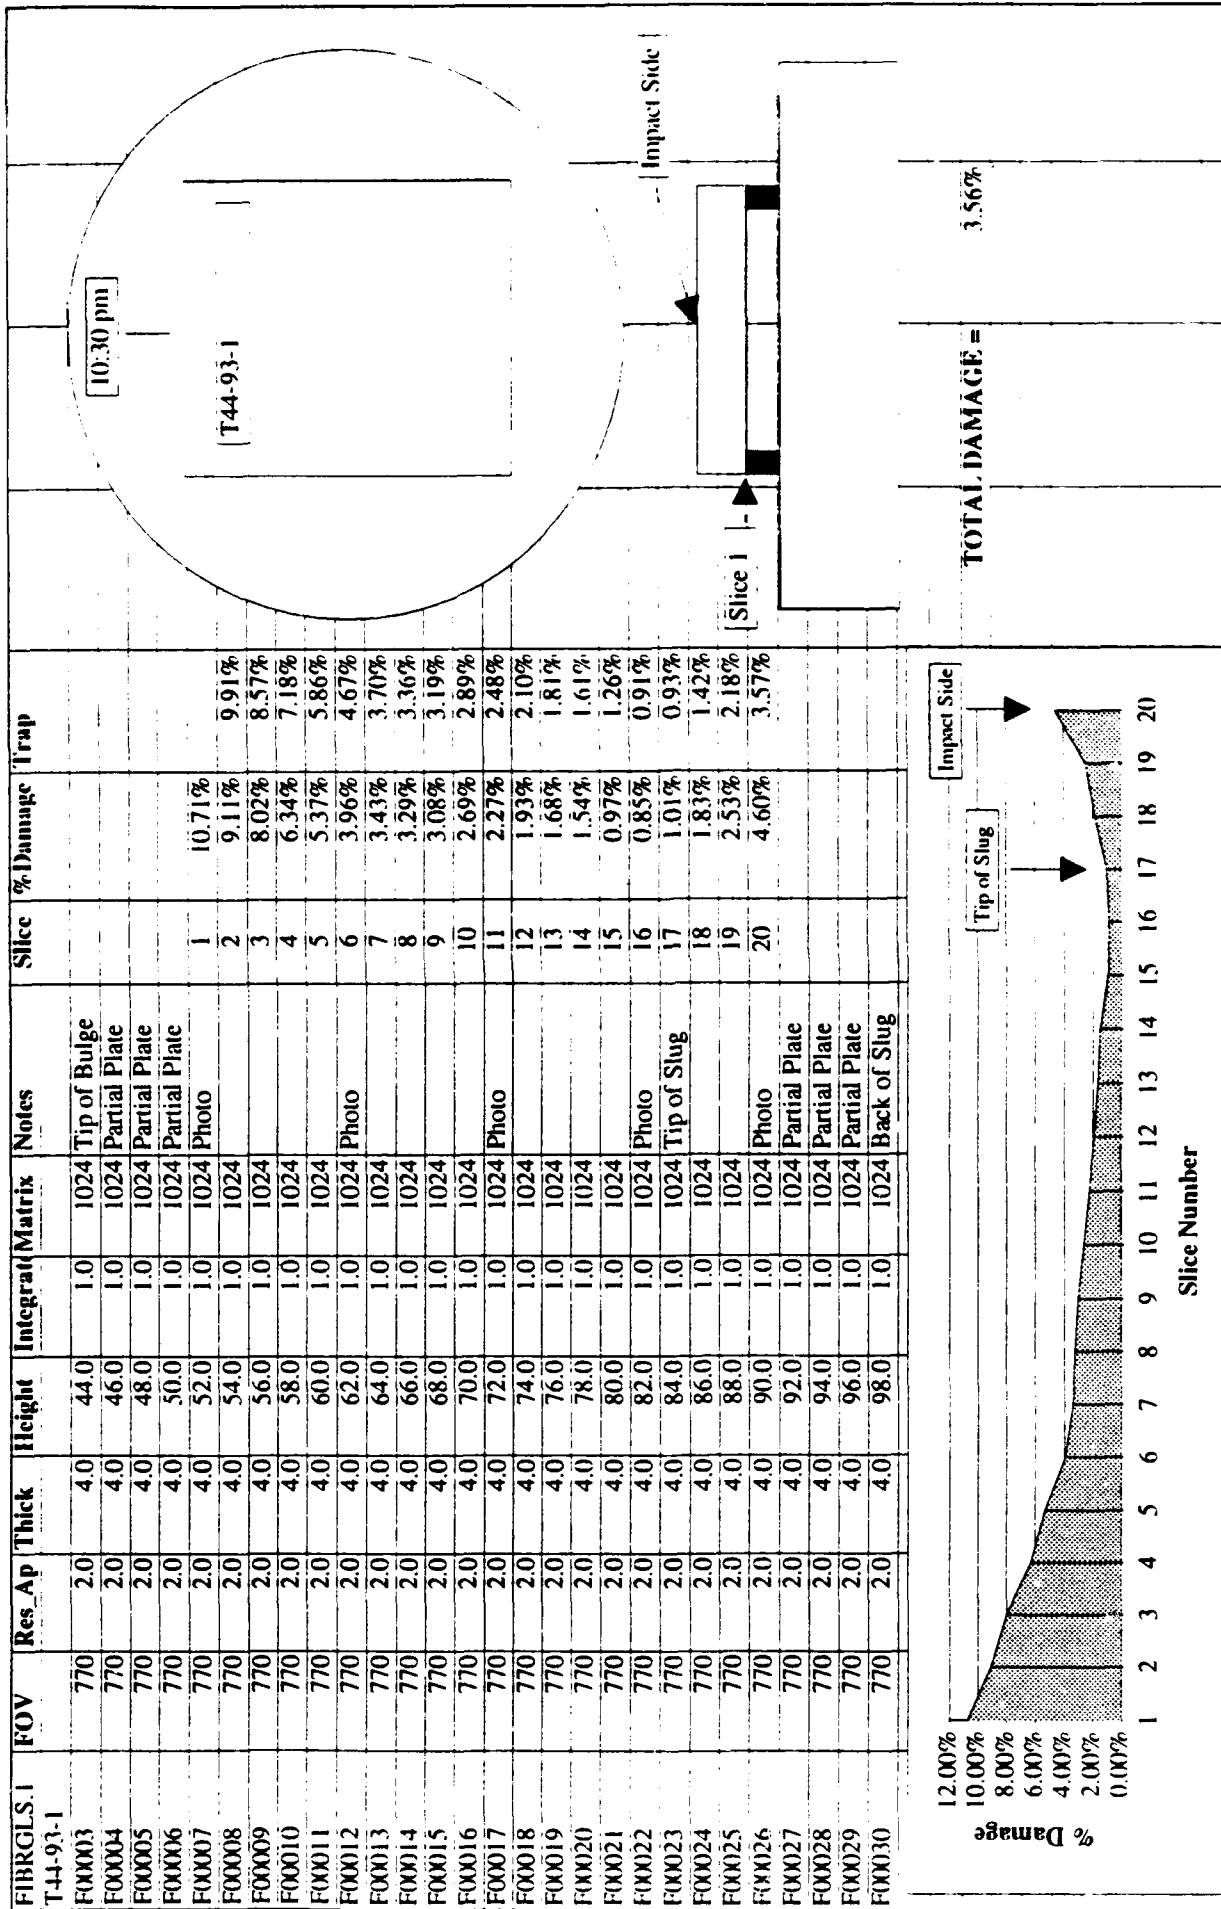 FIBRGLS.1 FOV Res_Ap Thick Height Integrat( Matrix Notes Slice %Damage Trap
T44-93-1
F00003 770 2.0 4.0 44.0 1.0 1024 Tip of Bulge
F00004 770 2.0 4.0 46.0 1.0 1024 Partial Plate
F00005 770 2.0 4.0 48.0 1.0 1024 Partial Plate
F00006 770 2.0 4.0 50.0 1.0 1024 Partial Plate
F00007 770 2.0 4.0 52.0 1.0 1024 Photo 1 10.71%
F00008 770 2.0 4.0 54.0 1.0 1024 2 9.11% 9.91%
F00009 770 2.0 4.0 56.0 1.0 1024 3 8.02% 8.57%
F00010 770 2.0 4.0 58.0 1.0 1024 4 6.34% 7.18%
F00011 770 2.0 4.0 60.0 1.0 1024 5 5.37% 5.86%
F00012 770 2.0 4.0 62.0 1.0 1024 Photo 6 3.96% 4.67%
F00013 770 2.0 4.0 64.0 1.0 1024 7 3.43% 3.70%
F00014 770 2.0 4.0 66.0 1.0 1024 8 3.29% 3.36%
F00015 770 2.0 4.0 68.0 1.0 1024 9 3.08% 3.19%
F00016 770 2.0 4.0 70.0 1.0 1024 10 2.69% 2.89%
F00017 770 2.0 4.0 72.0 1.0 1024 Photo 11 2.27% 2.48%
F00018 770 2.0 4.0 74.0 1.0 1024 12 1.93% 2.10%
F00019 770 2.0 4.0 76.0 1.0 1024 13 1.68% 1.81%
F00020 770 2.0 4.0 78.0 1.0 1024 14 1.54% 1.61%
F00021 770 2.0 4.0 80.0 1.0 1024 15 0.97% 1.26%
F00022 770 2.0 4.0 82.0 1.0 1024 Photo 16 0.85% 0.91%
F00023 770 2.0 4.0 84.0 1.0 1024 Tip of Slug 17 1.01% 0.93%
F00024 770 2.0 4.0 86.0 1.0 1024 18 1.83% 1.42%
F00025 770 2.0 4.0 88.0 1.0 1024 19 2.53% 2.18%
F00026 770 2.0 4.0 90.0 1.0 1024 Photo 20 4.60% 3.57%
F00027 770 2.0 4.0 92.0 1.0 1024 Partial Plate
F00028 770 2.0 4.0 94.0 1.0 1024 Partial Plate
F00029 770 2.0 4.0 96.0 1.0 1024 Partial Plate
F00030 770 2.0 4.0 98.0 1.0 1024 Back of Slug
10:30 pm
T44-93-1
Impact Side
Slice 1
TOTAL DAMAGE = 3.56%
Impact Side
Tip of Slug
12.00%
10.00%
8.00%
6.00%
4.00%
2.00%
0.00%
% Damage
1 2 3 4 5 6 7 8 9 10 11 12 13 14 15 16 17 18 19 20
Slice Number